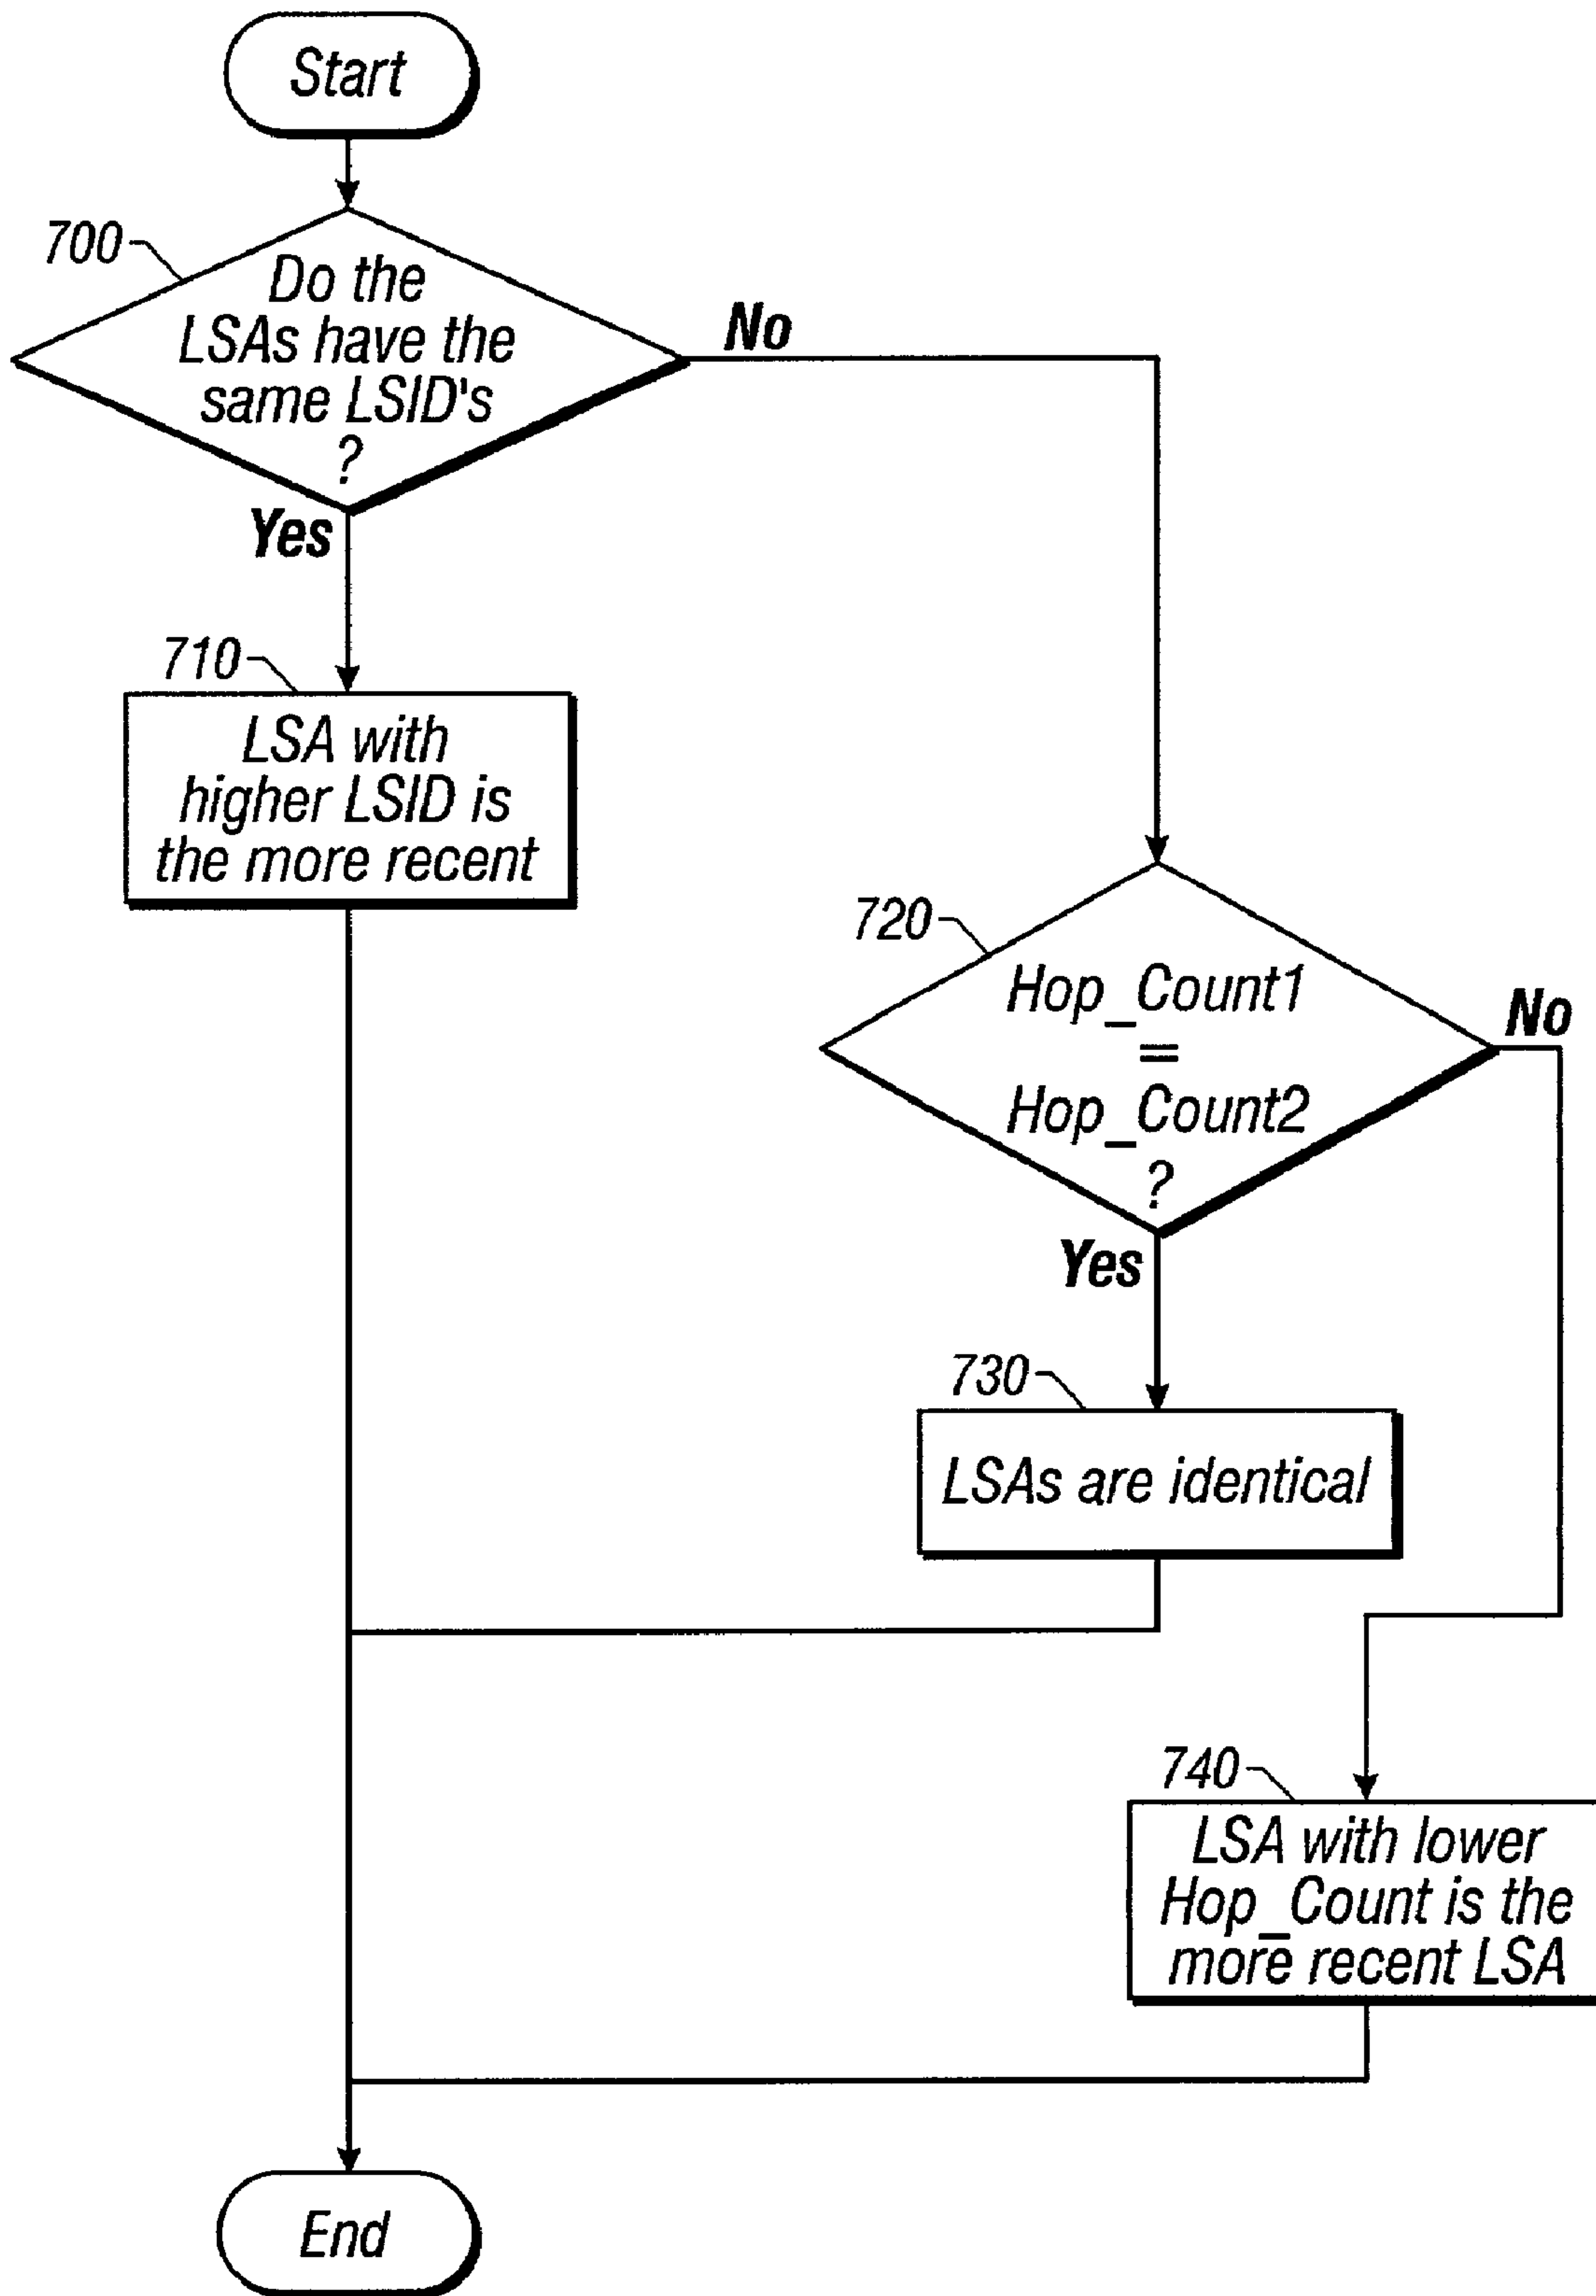 Start
700
Do the
LSAs have the
same LSID's
?
No
Yes
710
LSA with
higher LSID is
the more recent
720
Hop_Count1
=
Hop_Count2
?
No
Yes
730
LSAs are identical
740
LSA with lower
Hop_Count is the
more recent LSA
End